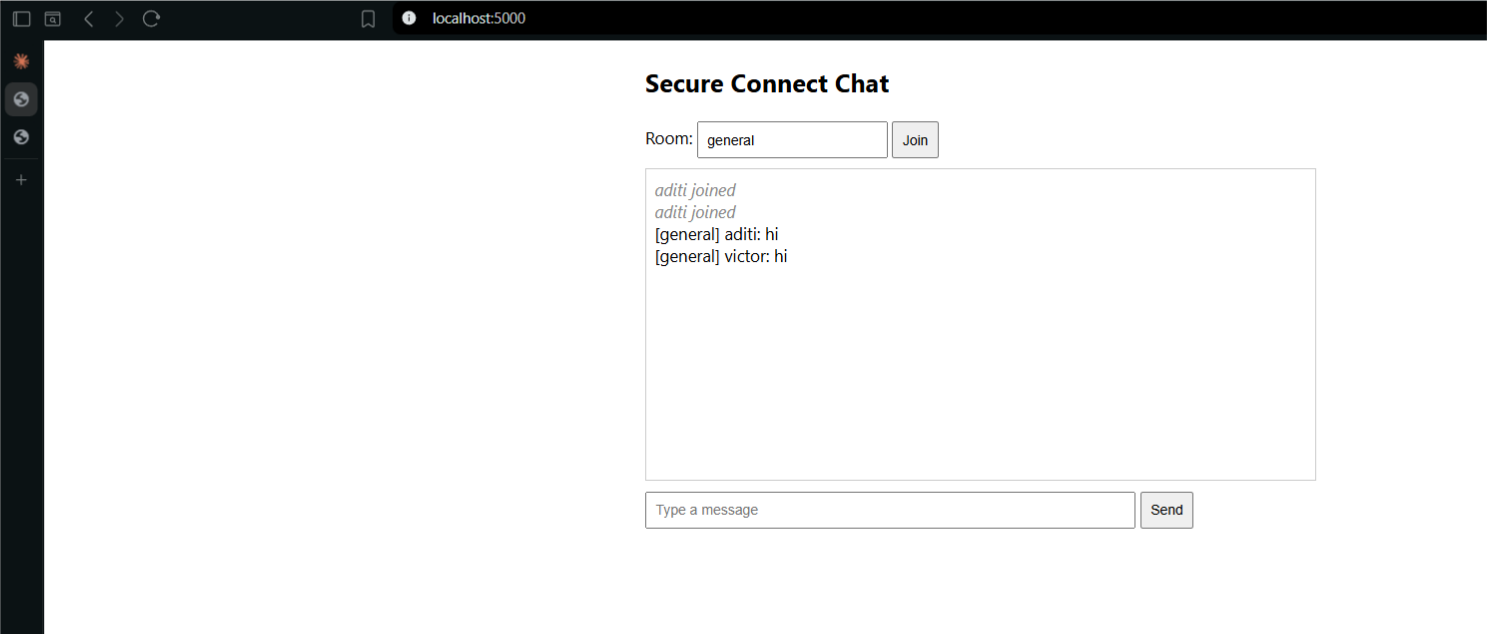 localhost:5000
Secure Connect Chat
Room: general Join
aditi joined
aditi joined
[general] aditi: hi
[general] victor: hi
Type a message Send